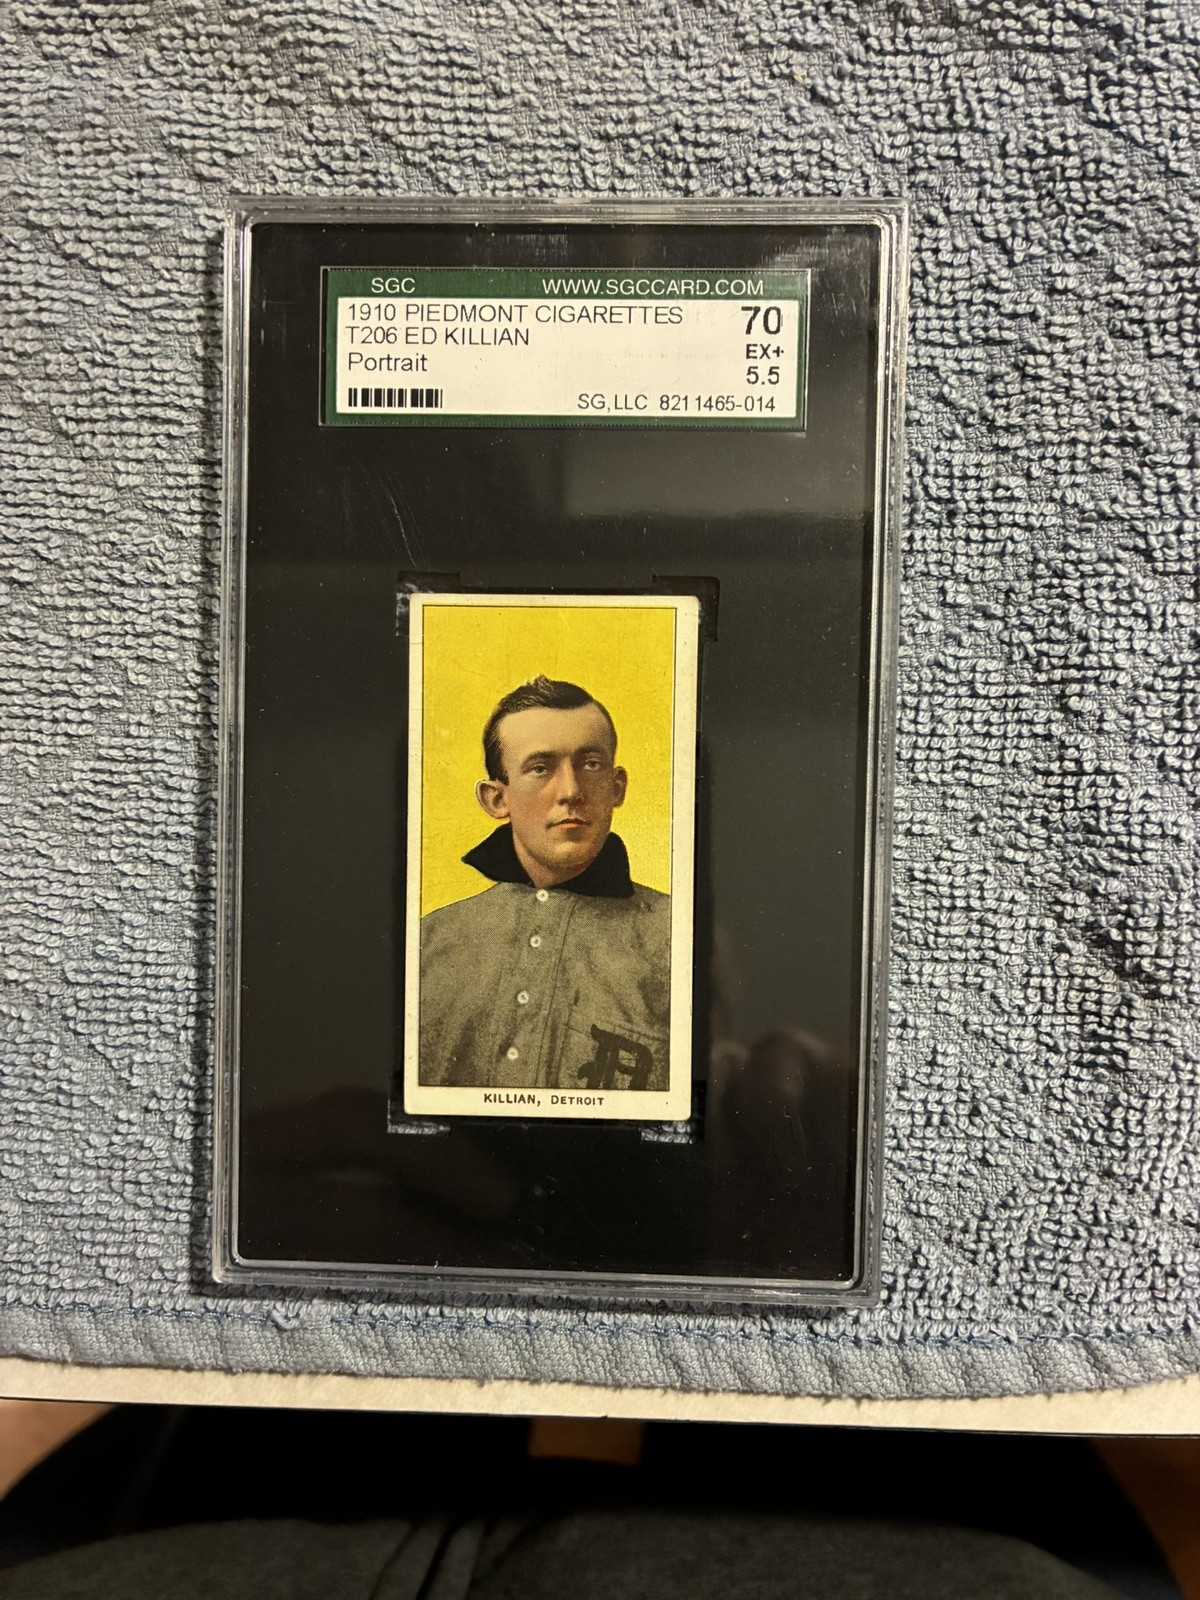 SGC WWW.SGCCARD.COM
1910 PIEDMONT CIGARETTES 70
T206 ED KILLIAN EX+
Portrait 5.5
SG, LLC 8211465-014
D
KILLIAN, DETROIT